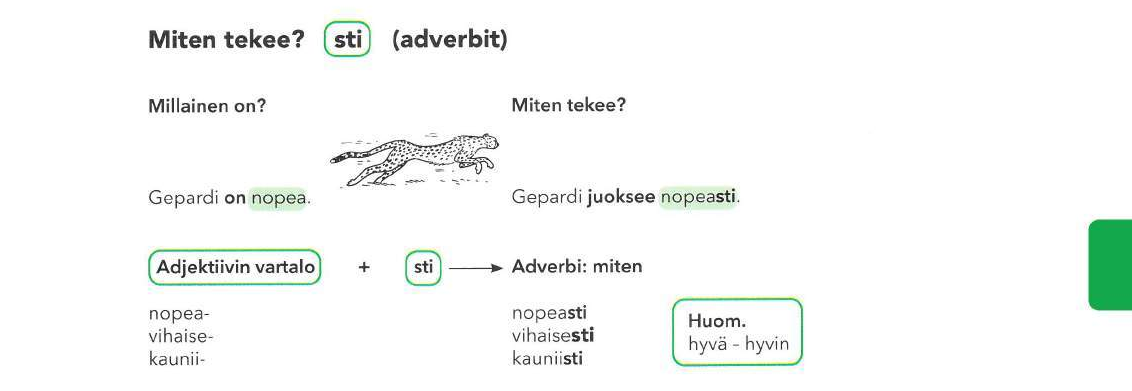 Miten tekee? sti (adverbit)
Millainen on? Miten tekee?
Gepardi on nopea. Gepardi juoksee nopeasti.
Adjektiivin vartalo + sti Adverbi: miten
nopea- nopeasti
vihaise- vihaisesti
kaunii- kauniisti
Huom.
hyvä - hyvin